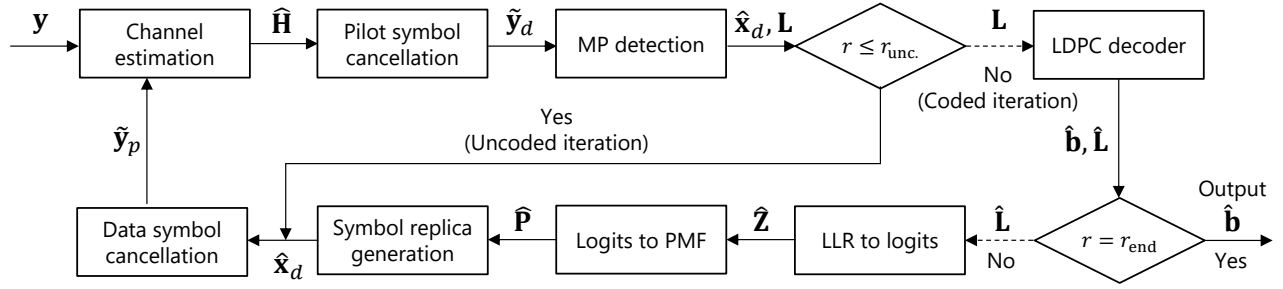 y
Channel
estimation
Ĥ
Pilot symbol
cancellation
ỹ_d
MP detection
x̂_d, L
r ≤ r_unc.
L
No
(Coded iteration)
LDPC decoder
Yes
(Uncoded iteration)
ỹ_p
b̂, L̂
Data symbol
cancellation
x̂_d
Symbol replica
generation
P̂
Logits to PMF
Ẑ
LLR to logits
L̂
No
r = r_end
Output
b̂
Yes